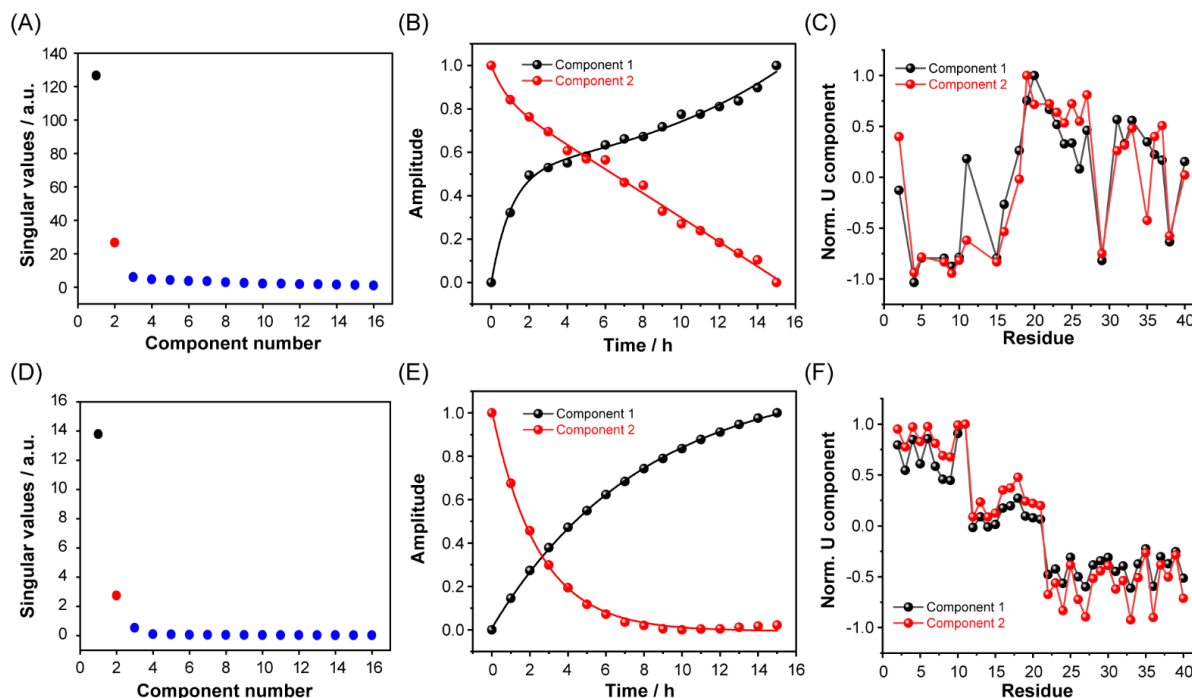 (A)
Singular values / a.u.
140
120
100
80
60
40
20
0
0 2 4 6 8 10 12 14 16
Component number
(B)
Amplitude
1.0
0.8
0.6
0.4
0.2
0.0
Component 1
Component 2
0 2 4 6 8 10 12 14 16
Time / h
(C)
Norm. U component
1.0
0.5
0.0
-0.5
-1.0
Component 1
Component 2
0 5 10 15 20 25 30 35 40
Residue
(D)
Singular values / a.u.
16
14
12
10
8
6
4
2
0
0 2 4 6 8 10 12 14 16
Component number
(E)
Amplitude
1.0
0.8
0.6
0.4
0.2
0.0
Component 1
Component 2
0 2 4 6 8 10 12 14 16
Time / h
(F)
Norm. U component
1.0
0.5
0.0
-0.5
-1.0
Component 1
Component 2
0 5 10 15 20 25 30 35 40
Residue